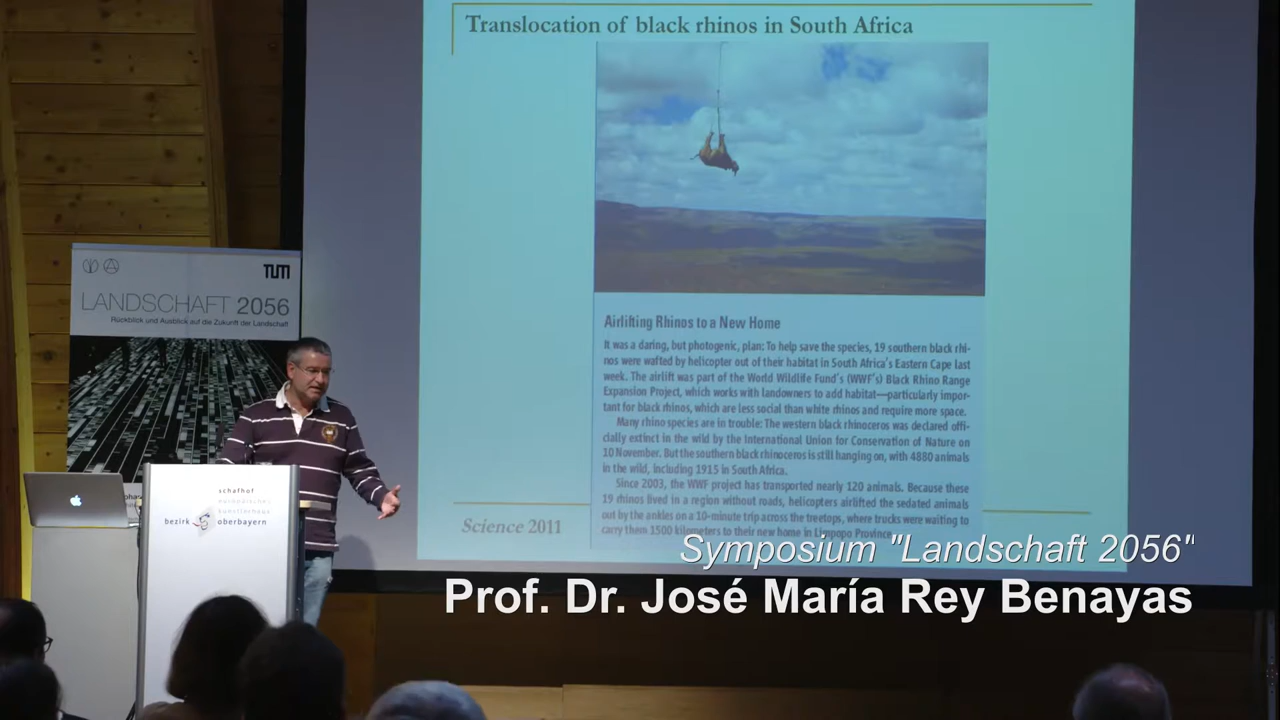 Translocation of black rhinos in South Africa
Airlifting Rhinos to a New Home
It was a daring, but photogenic, plan: To help save the species, 19 southern black rhi-
nos were wafted by helicopter out of their habitat in South Africa's Eastern Cape last
week. The airlift was part of the World Wildlife Fund's (WWF's) Black Rhino Range
Expansion Project, which works with landowners to add habitat—particularly impor-
tant for black rhinos, which are less social than white rhinos and require more space.
Many rhino species are in trouble: The western black rhinoceros was declared offi-
cially extinct in the wild by the International Union for Conservation of Nature on
10 November. But the southern black rhinoceros is still hanging on, with 4880 animals
in the wild, including 1915 in South Africa.
Since 2003, the WWF project has transported nearly 120 animals. Because these
19 rhinos lived in a region without roads, helicopters airlifted the sedated animals
out by the ankles on a 10-minute trip across the treetops, where trucks were waiting to
carry them 1500 kilometers to their new home in Limpopo Province.
Science 2011
TUM
LANDSCHAFT 2056
Rückblick und Ausblick auf die Zukunft der Landschaft
schafhof
europäisches
künstlerhaus
bezirk oberbayern
Symposium "Landschaft 2056"
Prof. Dr. José María Rey Benayas